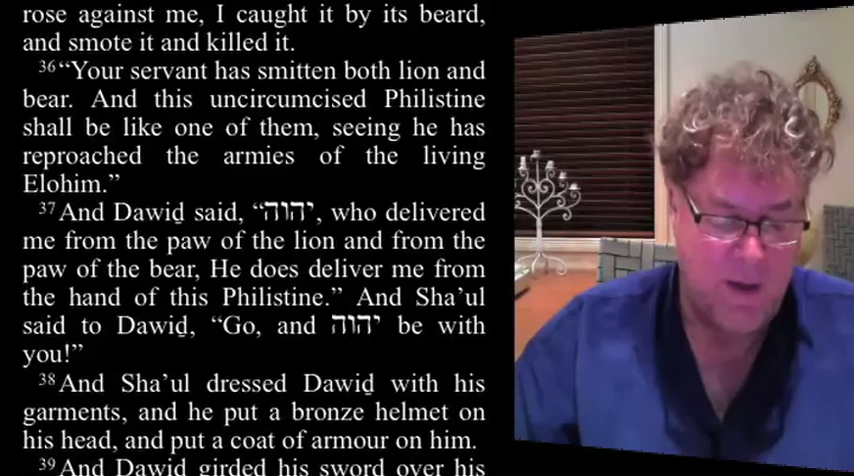 rose against me, I caught it by its beard,
and smote it and killed it.
36“Your servant has smitten both lion and
bear. And this uncircumcised Philistine
shall be like one of them, seeing he has
reproached the armies of the living
Elohim.”
37And Dawiḏ said, “יהוה, who delivered
me from the paw of the lion and from the
paw of the bear, He does deliver me from
the hand of this Philistine.” And Sha’ul
said to Dawiḏ, “Go, and יהוה be with
you!”
38And Sha’ul dressed Dawiḏ with his
garments, and he put a bronze helmet on
his head, and put a coat of armour on him.
39And Dawiḏ girded his sword over his